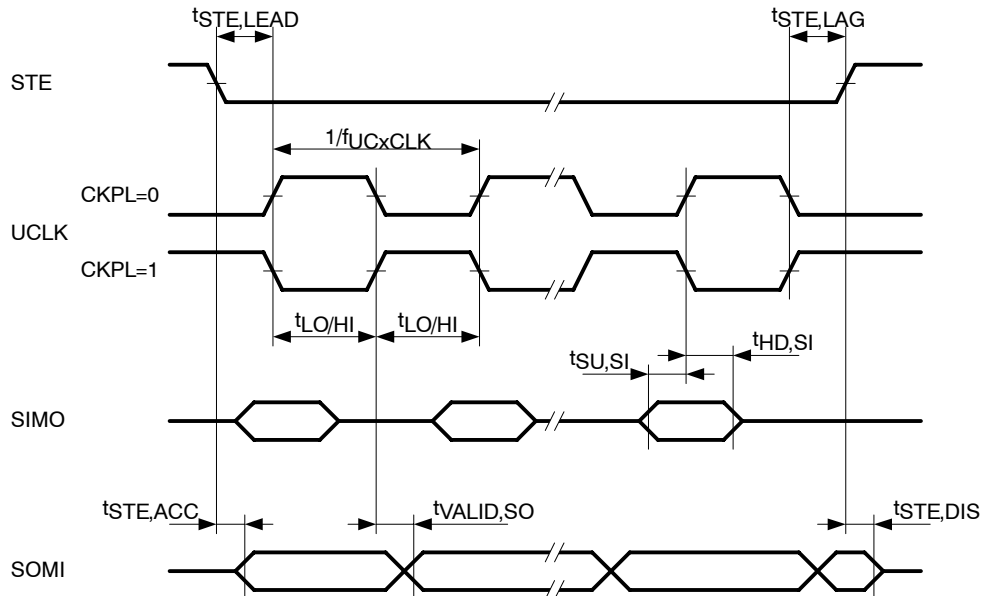 tSTE,LEAD
tSTE,LAG
STE
1/fUCxCLK
CKPL=0
UCLK
CKPL=1
tLO/HI
tLO/HI
tSU,SI
tHD,SI
SIMO
tSTE,ACC
tVALID,SO
tSTE,DIS
SOMI